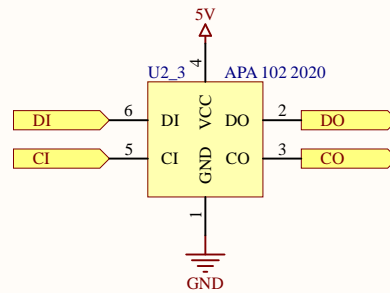 5V
U2_3 APA 102 2020
4
VCC
DI 6 DI DO 2 DO
CI 5 CI CO 3 CO
GND
1
GND